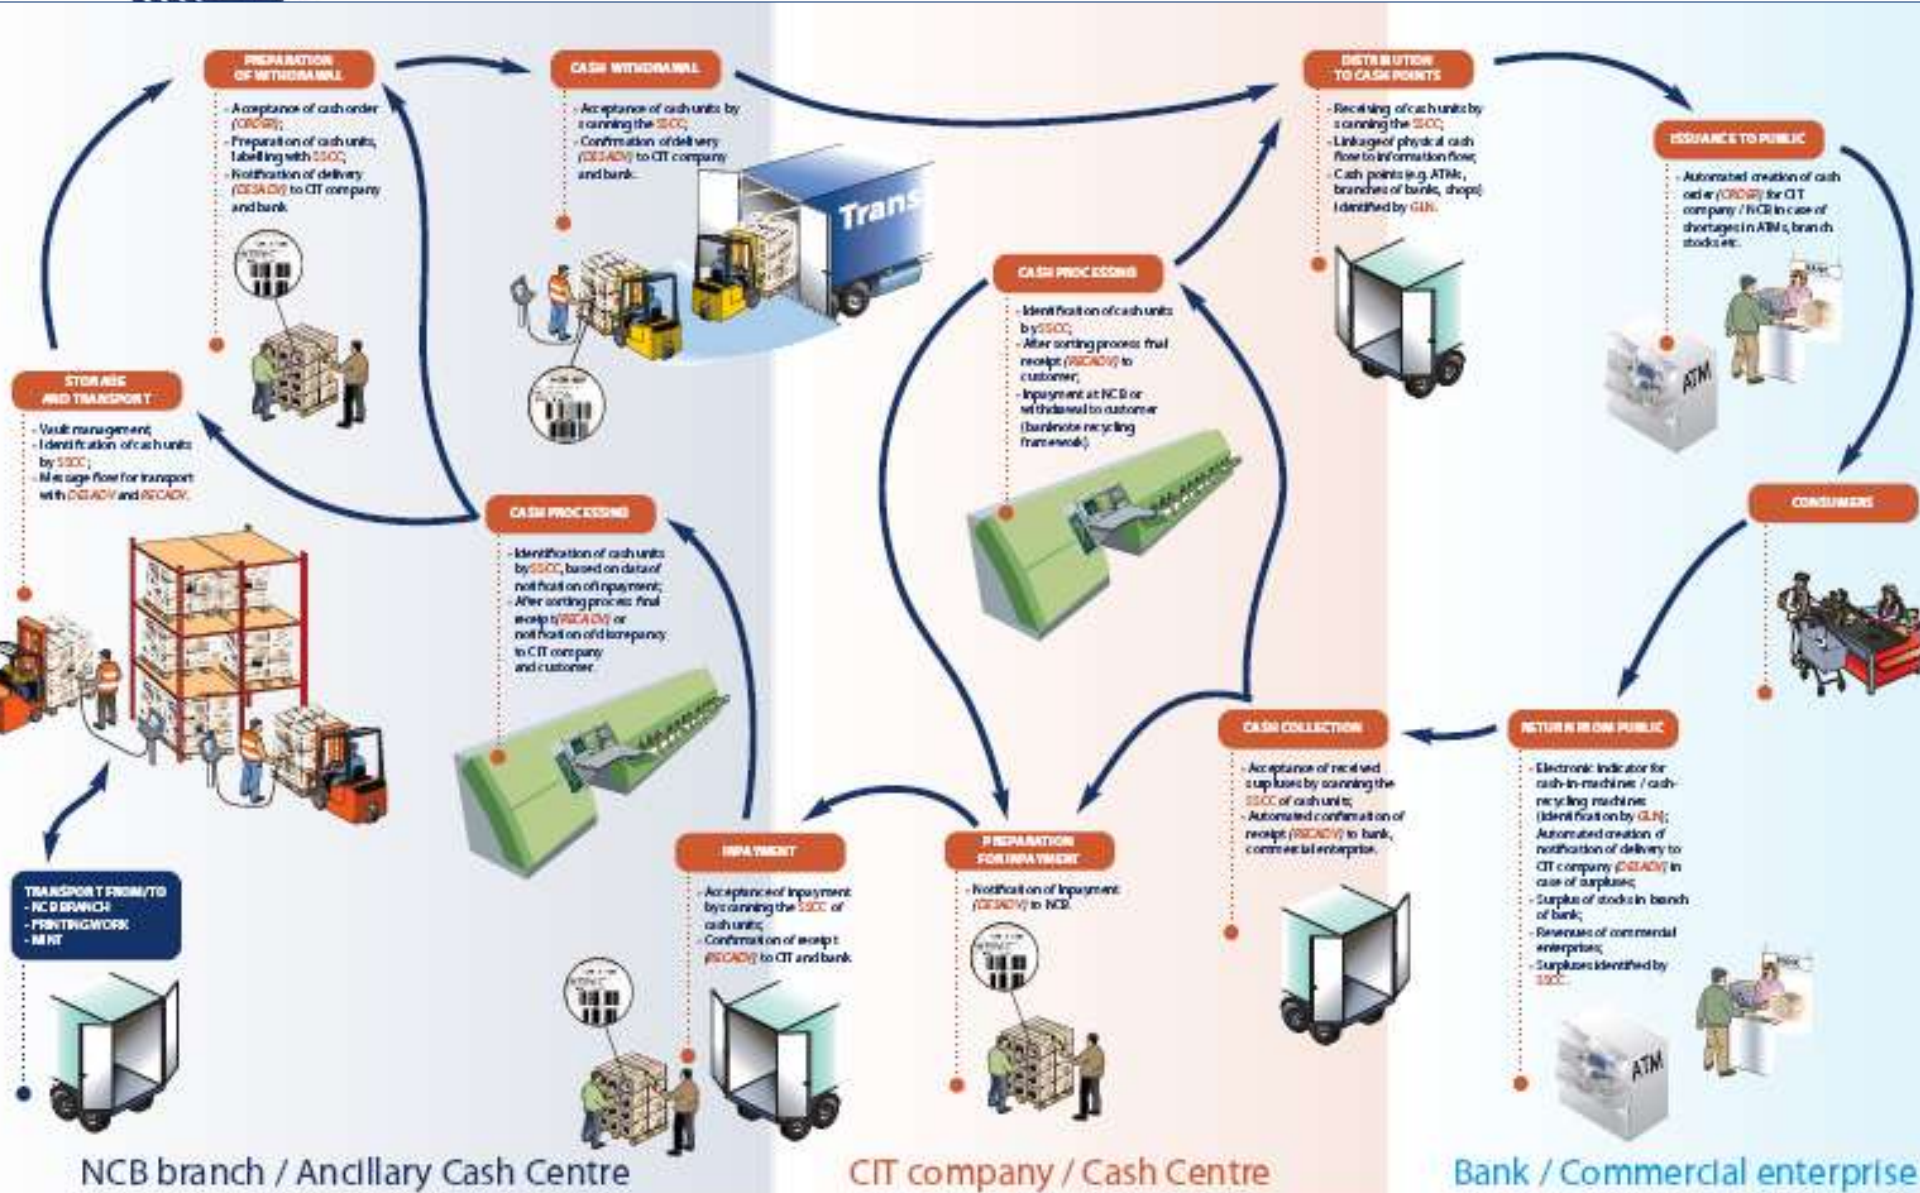 PREPARATION
OF WITHDRAWAL
- Acceptance of cash order
(ORDER);
- Preparation of cash units,
labelling with SSCC;
- Notification of delivery
(DESADV) to CIT company
and bank
CASH WITHDRAWAL
- Acceptance of cash units by
scanning the SSCC;
- Confirmation of delivery
(DESADV) to CIT company
and bank.
Trans
DISTRIBUTION
TO CASH POINTS
- Receiving of cash units by
scanning the SSCC;
- Linkage of physical cash
flow to information flow;
- Cash points (e.g. ATMs,
branches of banks, shops)
identified by GLN.
ISSUANCE TO PUBLIC
- Automated creation of cash
order (ORDER) for CIT
company / NCB in case of
shortages in ATMs, branch
stocks etc.
BANK
ATM
CASH PROCESSING
- Identification of cash units
by SSCC;
- After sorting process final
receipt (RECADV) to
customer;
- Inpayment at NCB or
withdrawal to customer
(banknote recycling
framework).
STORAGE
AND TRANSPORT
- Vault management;
- Identification of cash units
by SSCC;
- Message flow for transport
with DESADV and RECADV.
CASH PROCESSING
- Identification of cash units
by SSCC, based on data of
notification of inpayment;
- After sorting process final
receipt (RECADV) or
notification of discrepancy
to CIT company
and customer.
CONSUMERS
CASH COLLECTION
- Acceptance of received
surpluses by scanning the
SSCC of cash units;
- Automated confirmation of
receipt (RECADV) to bank,
commercial enterprise.
RETURN FROM PUBLIC
- Electronic indicator for
cash-in-machines / cash-
recycling machines
(identification by GLN);
Automated creation of
notification of delivery to
CIT company (DESADV) in
case of surpluses;
- Surplus of stocks in branch
of bank;
- Revenues of commercial
enterprises;
- Surpluses identified by
SSCC.
BANK
ATM
INPAYMENT
- Acceptance of inpayment
by scanning the SSCC of
cash units;
- Confirmation of receipt
(RECADV) to CIT and bank
PREPARATION
FOR INPAYMENT
- Notification of Inpayment
(DESADV) to NCB.
TRANSPORT FROM/TO
- NCB BRANCH
- PRINTING WORK
- MINT
NCB branch / Ancillary Cash Centre
CIT company / Cash Centre
Bank / Commercial enterprise